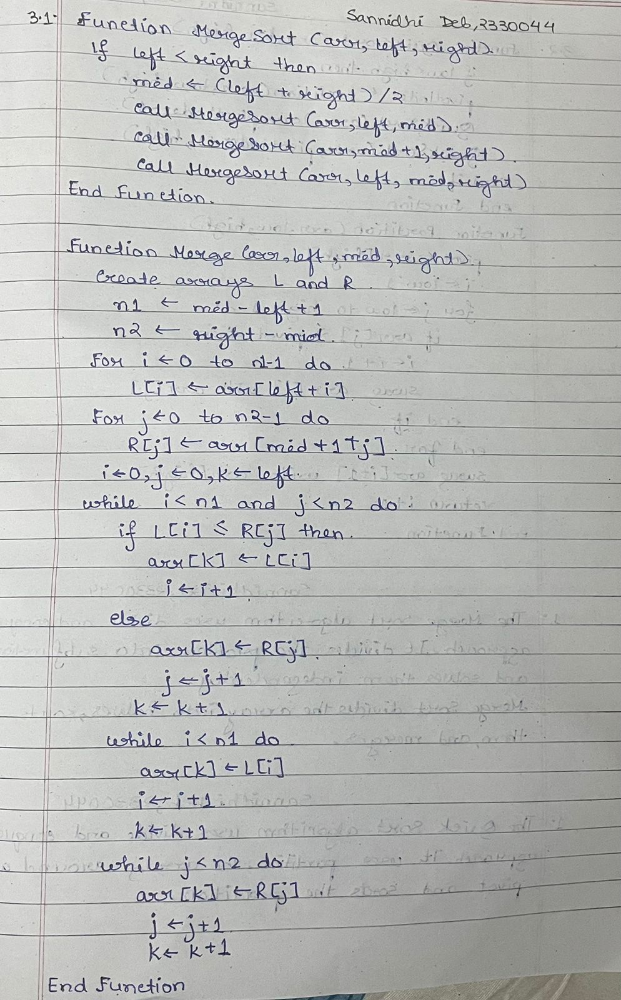 Sannidhi Deb, 2330044
3.1- Function MergeSort (arr, left, right).
If left < right then
mid ← (left + right) / 2
call MergeSort (arr, left, mid).
call MergeSort (arr, mid + 1, right).
call MergeSort (arr, left, mid, right)
End Function.
Function Merge (arr, left, mid, right).
Create arrays L and R.
n1 ← mid - left + 1
n2 ← right - mid.
For i ← 0 to n1-1 do
L[i] ← arr[left + i]
For j ← 0 to n2-1 do
R[j] ← arr[mid + 1 + j].
i ← 0, j ← 0, k ← left.
while i < n1 and j < n2 do
if L[i] ≤ R[j] then.
arr[k] ← L[i]
i ← i + 1.
else
arr[k] ← R[j].
j ← j + 1
k ← k + 1
while i < n1 do
arr[k] ← L[i]
i ← i + 1.
k ← k + 1
while j < n2 do
arr[k] ← R[j]
j ← j + 1
k ← k + 1
End Function